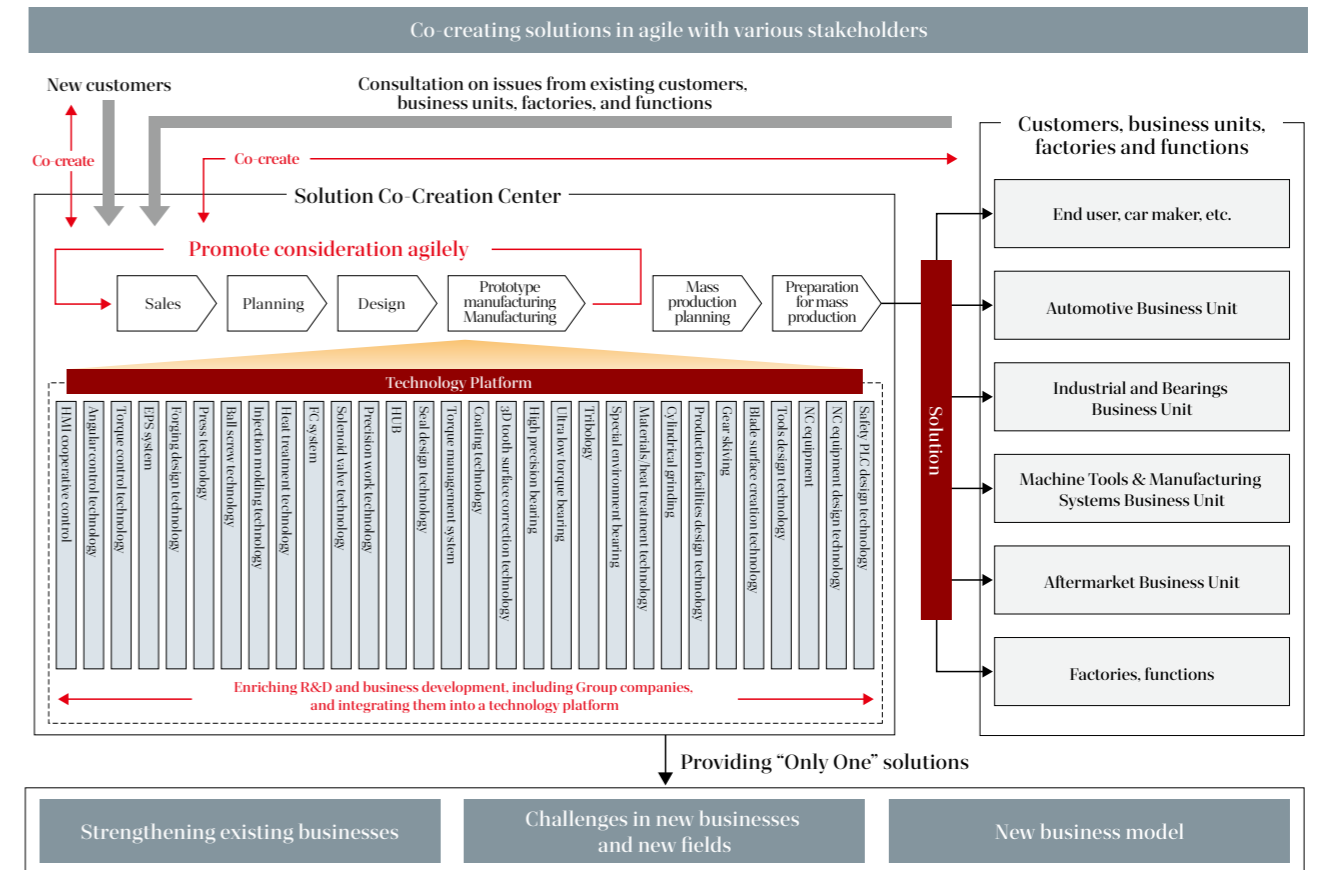 Co-creating solutions in agile with various stakeholders
New customers
Consultation on issues from existing customers,
business units, factories, and functions
Co-create
Co-create
Customers, business units,
factories and functions
Solution Co-Creation Center
Promote consideration agilely
Sales
Planning
Design
Prototype
manufacturing
Manufacturing
Mass
production
planning
Preparation
for mass
production
Technology Platform
HMI cooperative control
Angular control technology
Torque control technology
EPS system
Forging design technology
Press technology
Ball screw technology
Injection molding technology
Heat treatment technology
FC system
Solenoid valve technology
Precision work technology
HUB
Seal design technology
Torque management system
Coating technology
3D tooth surface correction technology
High precision bearing
Ultra low torque bearing
Tribology
Special environment bearing
Materials/heat treatment technology
Cylindrical grinding
Production facilities design technology
Gear skiving
Blade surface creation technology
Tools design technology
NC equipment
NC equipment design technology
Safety PLC design technology
Enriching R&D and business development, including Group companies,
and integrating them into a technology platform
Solution
End user, car maker, etc.
Automotive Business Unit
Industrial and Bearings
Business Unit
Machine Tools & Manufacturing
Systems Business Unit
Aftermarket Business Unit
Factories, functions
Providing “Only One” solutions
Strengthening existing businesses
Challenges in new businesses
and new fields
New business model